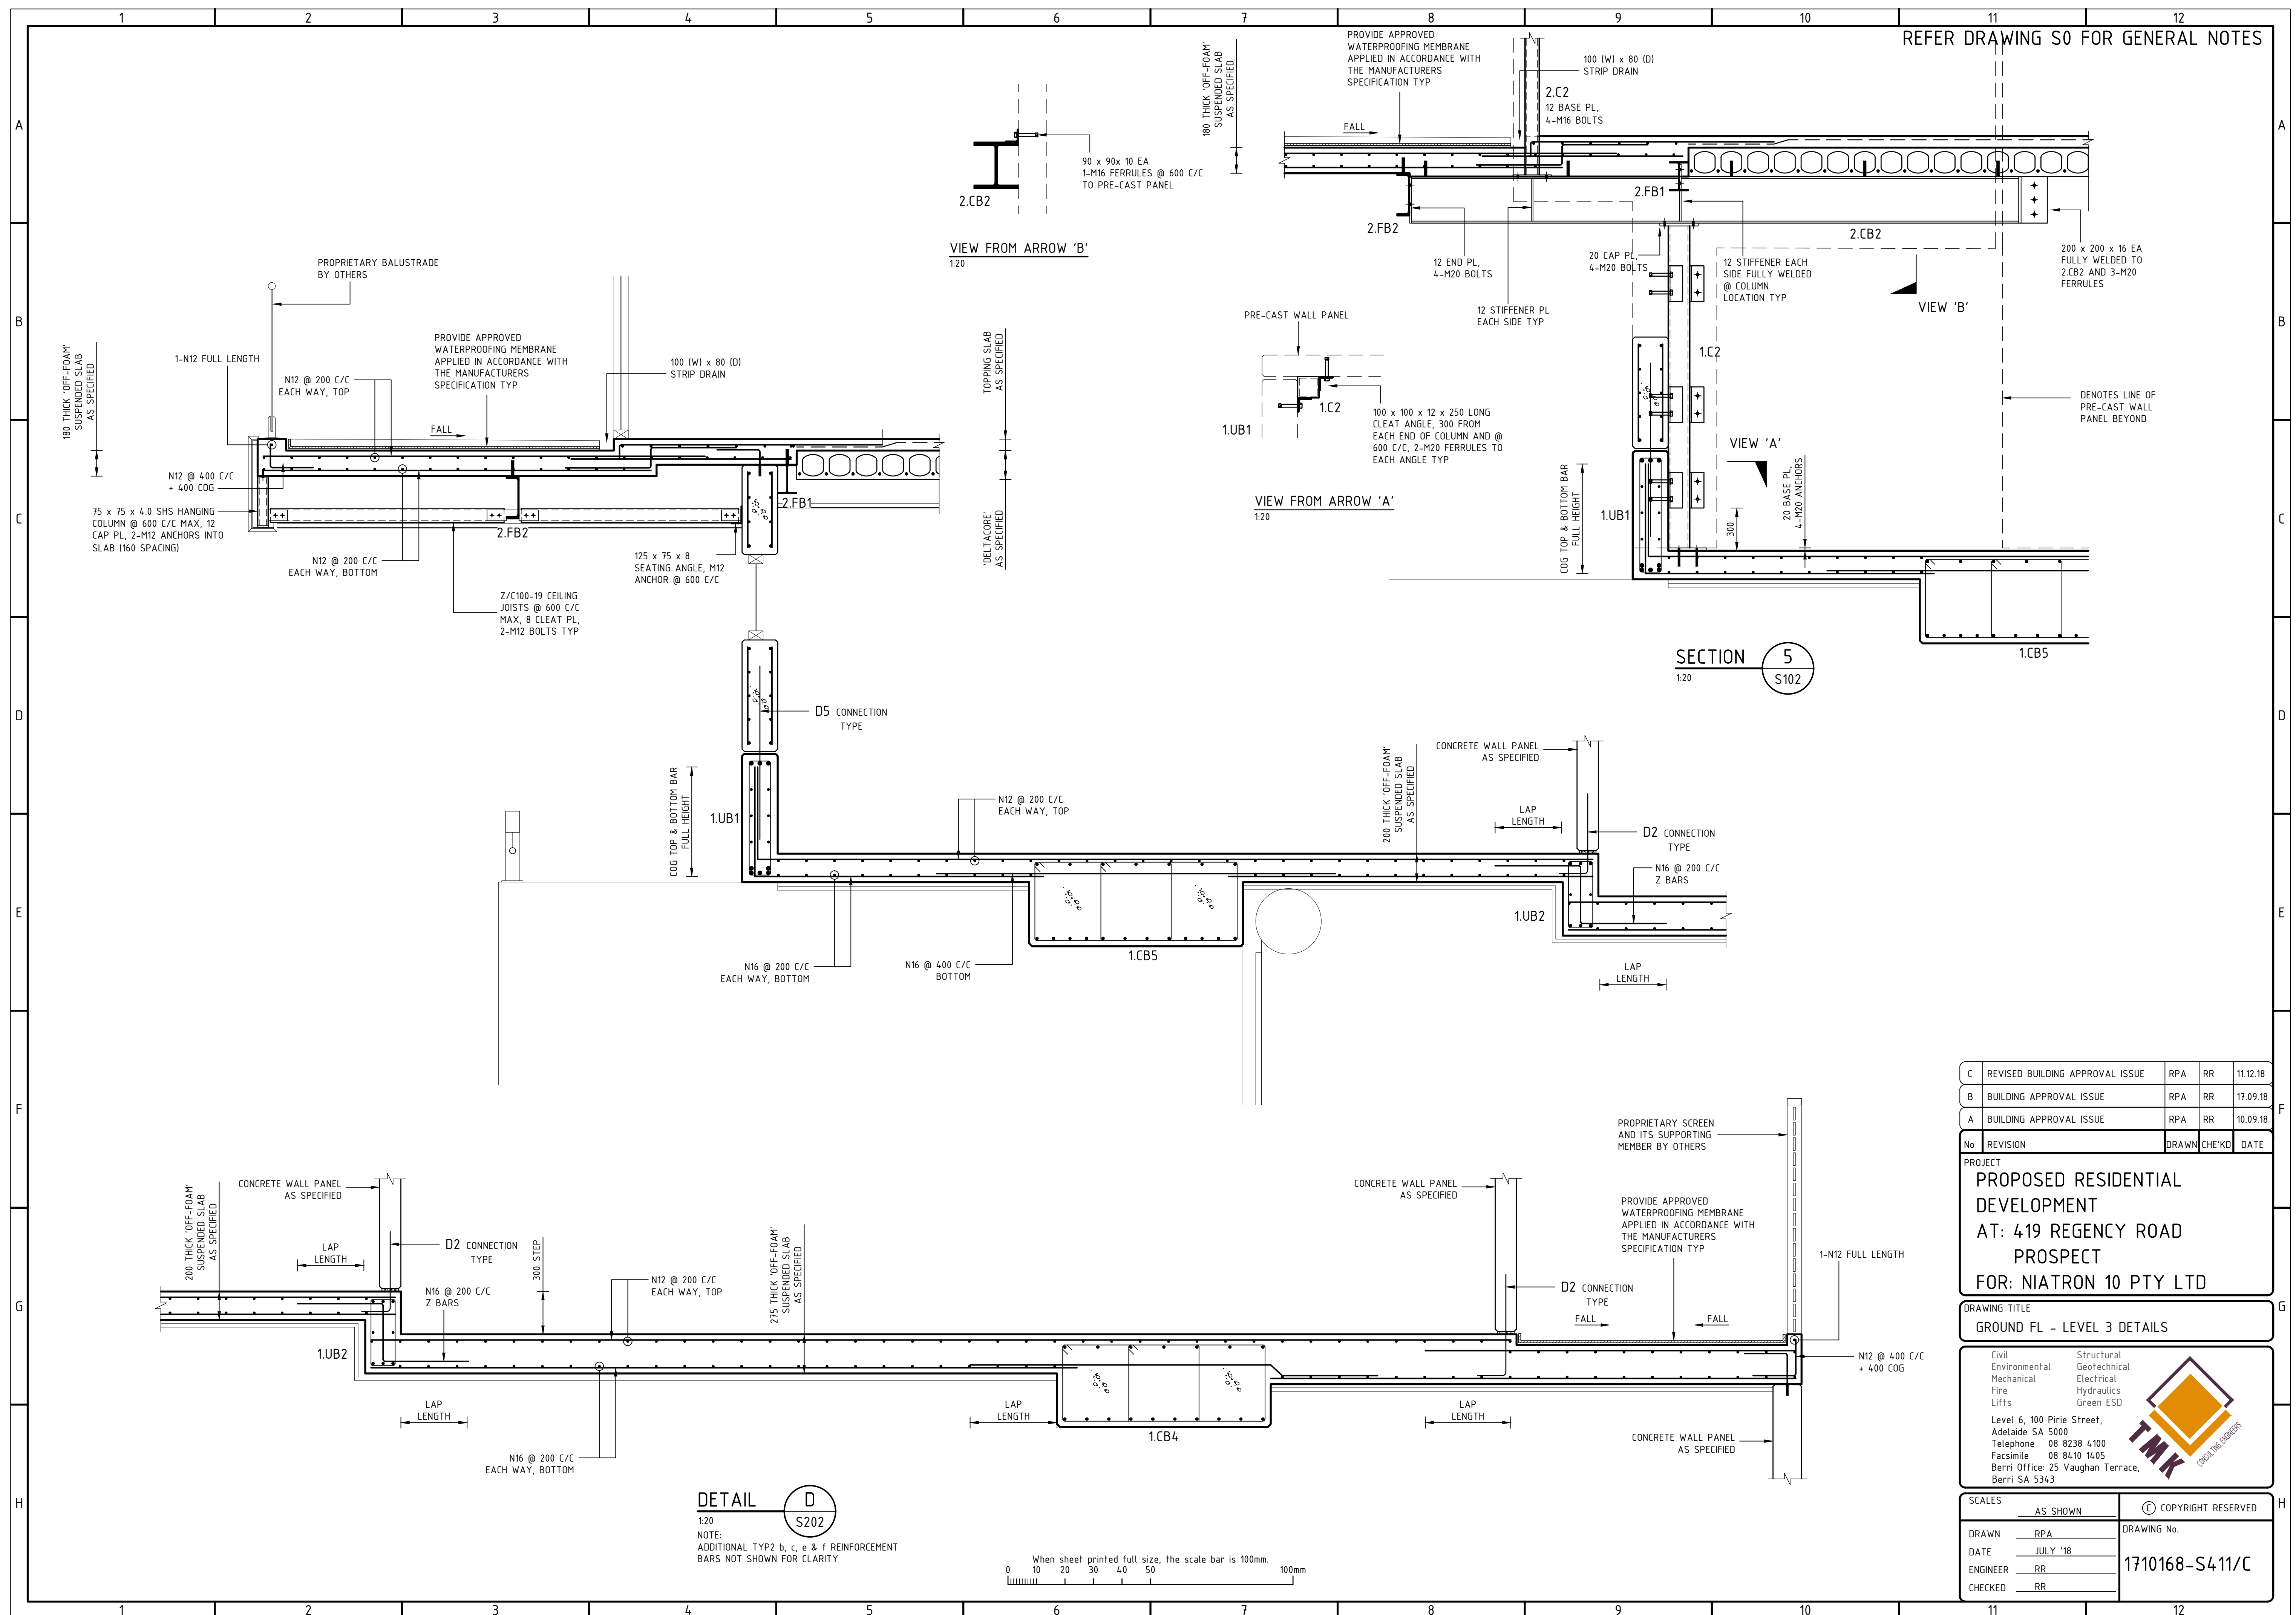 1 2 3 4 5 6 7 8 9 10 11 12
A
B
C
D
E
F
G
H
REFER DRAWING S0 FOR GENERAL NOTES
90 x 90x 10 EA
1-M16 FERRULES @ 600 C/C
TO PRE-CAST PANEL
2.CB2
VIEW FROM ARROW 'B'
1:20
180 THICK 'OFF-FOAM'
SUSPENDED SLAB
AS SPECIFIED
PROVIDE APPROVED
WATERPROOFING MEMBRANE
APPLIED IN ACCORDANCE WITH
THE MANUFACTURERS
SPECIFICATION TYP
FALL
100 (W) x 80 (D)
STRIP DRAIN
2.C2
12 BASE PL,
4-M16 BOLTS
2.FB1
2.FB2
2.CB2
12 END PL,
4-M20 BOLTS
20 CAP PL,
4-M20 BOLTS
12 STIFFENER EACH
SIDE FULLY WELDED
@ COLUMN
LOCATION TYP
12 STIFFENER PL
EACH SIDE TYP
200 x 200 x 16 EA
FULLY WELDED TO
2.CB2 AND 3-M20
FERRULES
VIEW 'B'
1.C2
DENOTES LINE OF
PRE-CAST WALL
PANEL BEYOND
VIEW 'A'
20 BASE PL,
4-M20 ANCHORS
300
COG TOP & BOTTOM BAR
FULL HEIGHT
1.UB1
1.CB5
SECTION 5
1:20
S102
PRE-CAST WALL PANEL
1.C2
1.UB1
100 x 100 x 12 x 250 LONG
CLEAT ANGLE, 300 FROM
EACH END OF COLUMN AND @
600 C/C, 2-M20 FERRULES TO
EACH ANGLE TYP
VIEW FROM ARROW 'A'
1:20
PROPRIETARY BALUSTRADE
BY OTHERS
180 THICK 'OFF-FOAM'
SUSPENDED SLAB
AS SPECIFIED
1-N12 FULL LENGTH
N12 @ 200 C/C
EACH WAY, TOP
PROVIDE APPROVED
WATERPROOFING MEMBRANE
APPLIED IN ACCORDANCE WITH
THE MANUFACTURERS
SPECIFICATION TYP
FALL
100 (W) x 80 (D)
STRIP DRAIN
TOPPING SLAB
AS SPECIFIED
'DELTACORE'
AS SPECIFIED
N12 @ 400 C/C
+ 400 COG
75 x 75 x 4.0 SHS HANGING
COLUMN @ 600 C/C MAX, 12
CAP PL, 2-M12 ANCHORS INTO
SLAB (160 SPACING)
N12 @ 200 C/C
EACH WAY, BOTTOM
2.FB2
2.FB1
125 x 75 x 8
SEATING ANGLE, M12
ANCHOR @ 600 C/C
Z/C100-19 CEILING
JOISTS @ 600 C/C
MAX, 8 CLEAT PL,
2-M12 BOLTS TYP
D5 CONNECTION
TYPE
COG TOP & BOTTOM BAR
FULL HEIGHT
1.UB1
N12 @ 200 C/C
EACH WAY, TOP
200 THICK 'OFF-FOAM'
SUSPENDED SLAB
AS SPECIFIED
CONCRETE WALL PANEL
AS SPECIFIED
LAP
LENGTH
D2 CONNECTION
TYPE
N16 @ 200 C/C
Z BARS
1.UB2
LAP
LENGTH
1.CB5
N16 @ 200 C/C
EACH WAY, BOTTOM
N16 @ 400 C/C
BOTTOM
200 THICK 'OFF-FOAM'
SUSPENDED SLAB
AS SPECIFIED
CONCRETE WALL PANEL
AS SPECIFIED
LAP
LENGTH
D2 CONNECTION
TYPE
N16 @ 200 C/C
Z BARS
300 STEP
N12 @ 200 C/C
EACH WAY, TOP
275 THICK 'OFF-FOAM'
SUSPENDED SLAB
AS SPECIFIED
1.UB2
LAP
LENGTH
N16 @ 200 C/C
EACH WAY, BOTTOM
LAP
LENGTH
1.CB4
LAP
LENGTH
CONCRETE WALL PANEL
AS SPECIFIED
D2 CONNECTION
TYPE
PROPRIETARY SCREEN
AND ITS SUPPORTING
MEMBER BY OTHERS
PROVIDE APPROVED
WATERPROOFING MEMBRANE
APPLIED IN ACCORDANCE WITH
THE MANUFACTURERS
SPECIFICATION TYP
FALL
FALL
1-N12 FULL LENGTH
N12 @ 400 C/C
+ 400 COG
CONCRETE WALL PANEL
AS SPECIFIED
DETAIL D
1:20
S202
NOTE:
ADDITIONAL TYP2 b, c, e & f REINFORCEMENT
BARS NOT SHOWN FOR CLARITY
When sheet printed full size, the scale bar is 100mm.
0 10 20 30 40 50 100mm
C REVISED BUILDING APPROVAL ISSUE RPA RR 11.12.18
B BUILDING APPROVAL ISSUE RPA RR 17.09.18
A BUILDING APPROVAL ISSUE RPA RR 10.09.18
No REVISION DRAWN CHE'KD DATE
PROJECT
PROPOSED RESIDENTIAL
DEVELOPMENT
AT: 419 REGENCY ROAD
PROSPECT
FOR: NIATRON 10 PTY LTD
DRAWING TITLE
GROUND FL - LEVEL 3 DETAILS
Civil Structural
Environmental Geotechnical
Mechanical Electrical
Fire Hydraulics
Lifts Green ESD
Level 6, 100 Pirie Street,
Adelaide SA 5000
Telephone 08 8238 4100
Facsimile 08 8410 1405
Berri Office: 25 Vaughan Terrace,
Berri SA 5343
TMK
CONSULTING ENGINEERS
SCALES AS SHOWN
© COPYRIGHT RESERVED
DRAWN RPA
DATE JULY '18
ENGINEER RR
CHECKED RR
DRAWING No.
1710168-S411/C
1 2 3 4 5 6 7 8 9 10 11 12
A
B
C
D
E
F
G
H